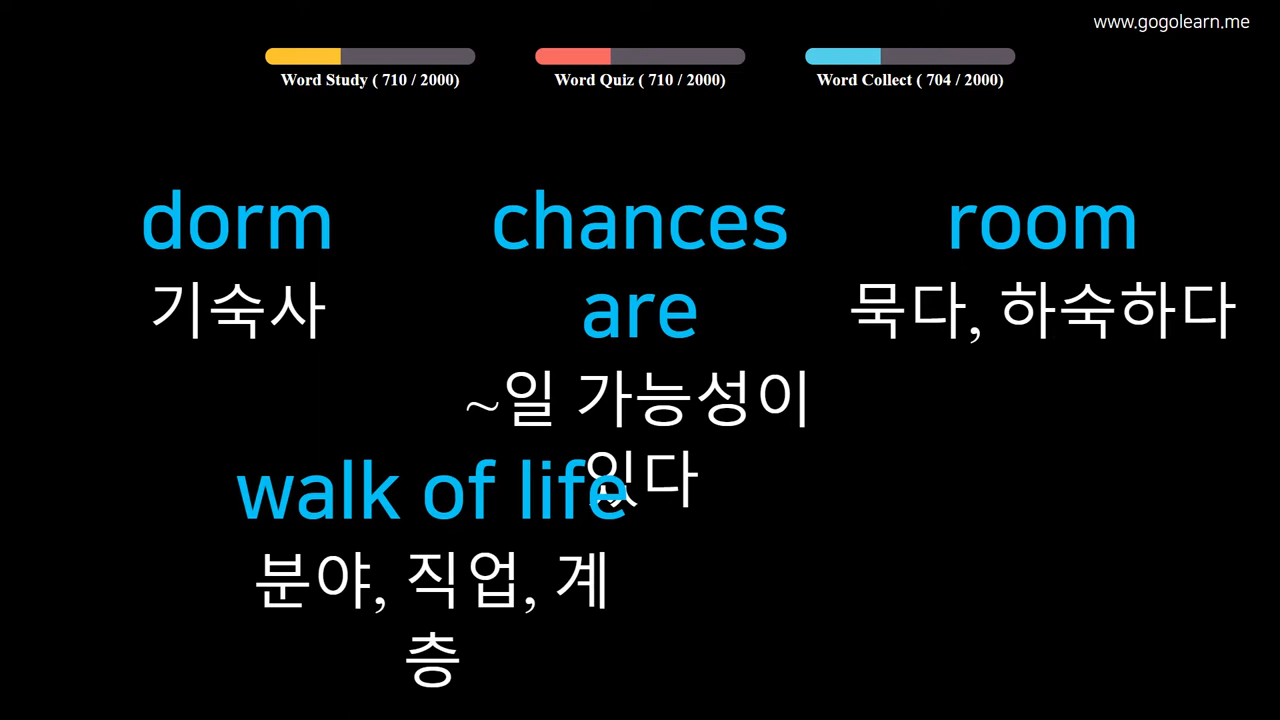 www.gogolearn.me
Word Study ( 710 / 2000)
Word Quiz ( 710 / 2000)
Word Collect ( 704 / 2000)
dorm
기숙사
chances
are
~일 가능성이
있다
room
묵다, 하숙하다
walk of life
분야, 직업, 계
층